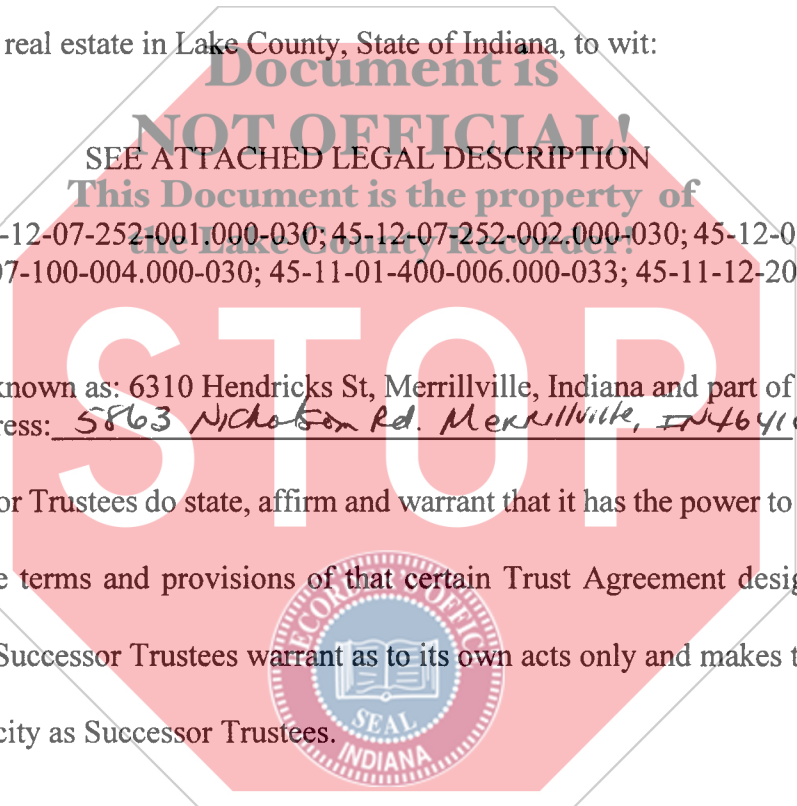 real estate in Lake County, State of Indiana, to wit:
Document is
NOT OFFICIAL!
SEE ATTACHED LEGAL DESCRIPTION
This Document is the property of
the Lake County Recorder!
-12-07-252-001.000-030; 45-12-07-252-002.000-030; 45-12-0
07-100-004.000-030; 45-11-01-400-006.000-033; 45-11-12-20
STOP
known as: 6310 Hendricks St, Merrillville, Indiana and part of
ress: 5863 Nicholson Rd. Merrillville, IN 46410
or Trustees do state, affirm and warrant that it has the power to
e terms and provisions of that certain Trust Agreement desig
Successor Trustees warrant as to its own acts only and makes t
city as Successor Trustees.
RECORDER'S OFFICE
SEAL
INDIANA